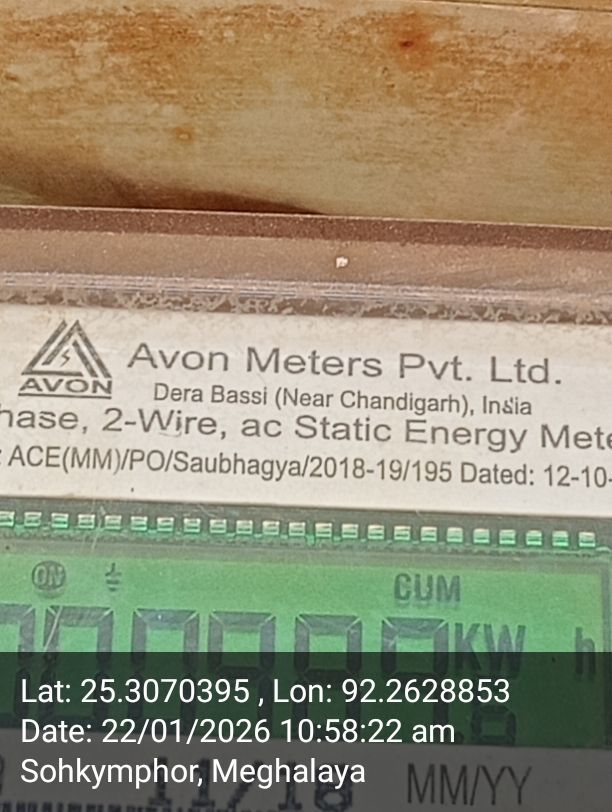 AVON
Avon Meters Pvt. Ltd.
Dera Bassi (Near Chandigarh), India
hase, 2-Wire, ac Static Energy Mete
: ACE(MM)/PO/Saubhagya/2018-19/195 Dated: 12-10-
ON
CUM
KW h
Lat: 25.3070395 , Lon: 92.2628853
Date: 22/01/2026 10:58:22 am
Sohkymphor, Meghalaya
MM/YY